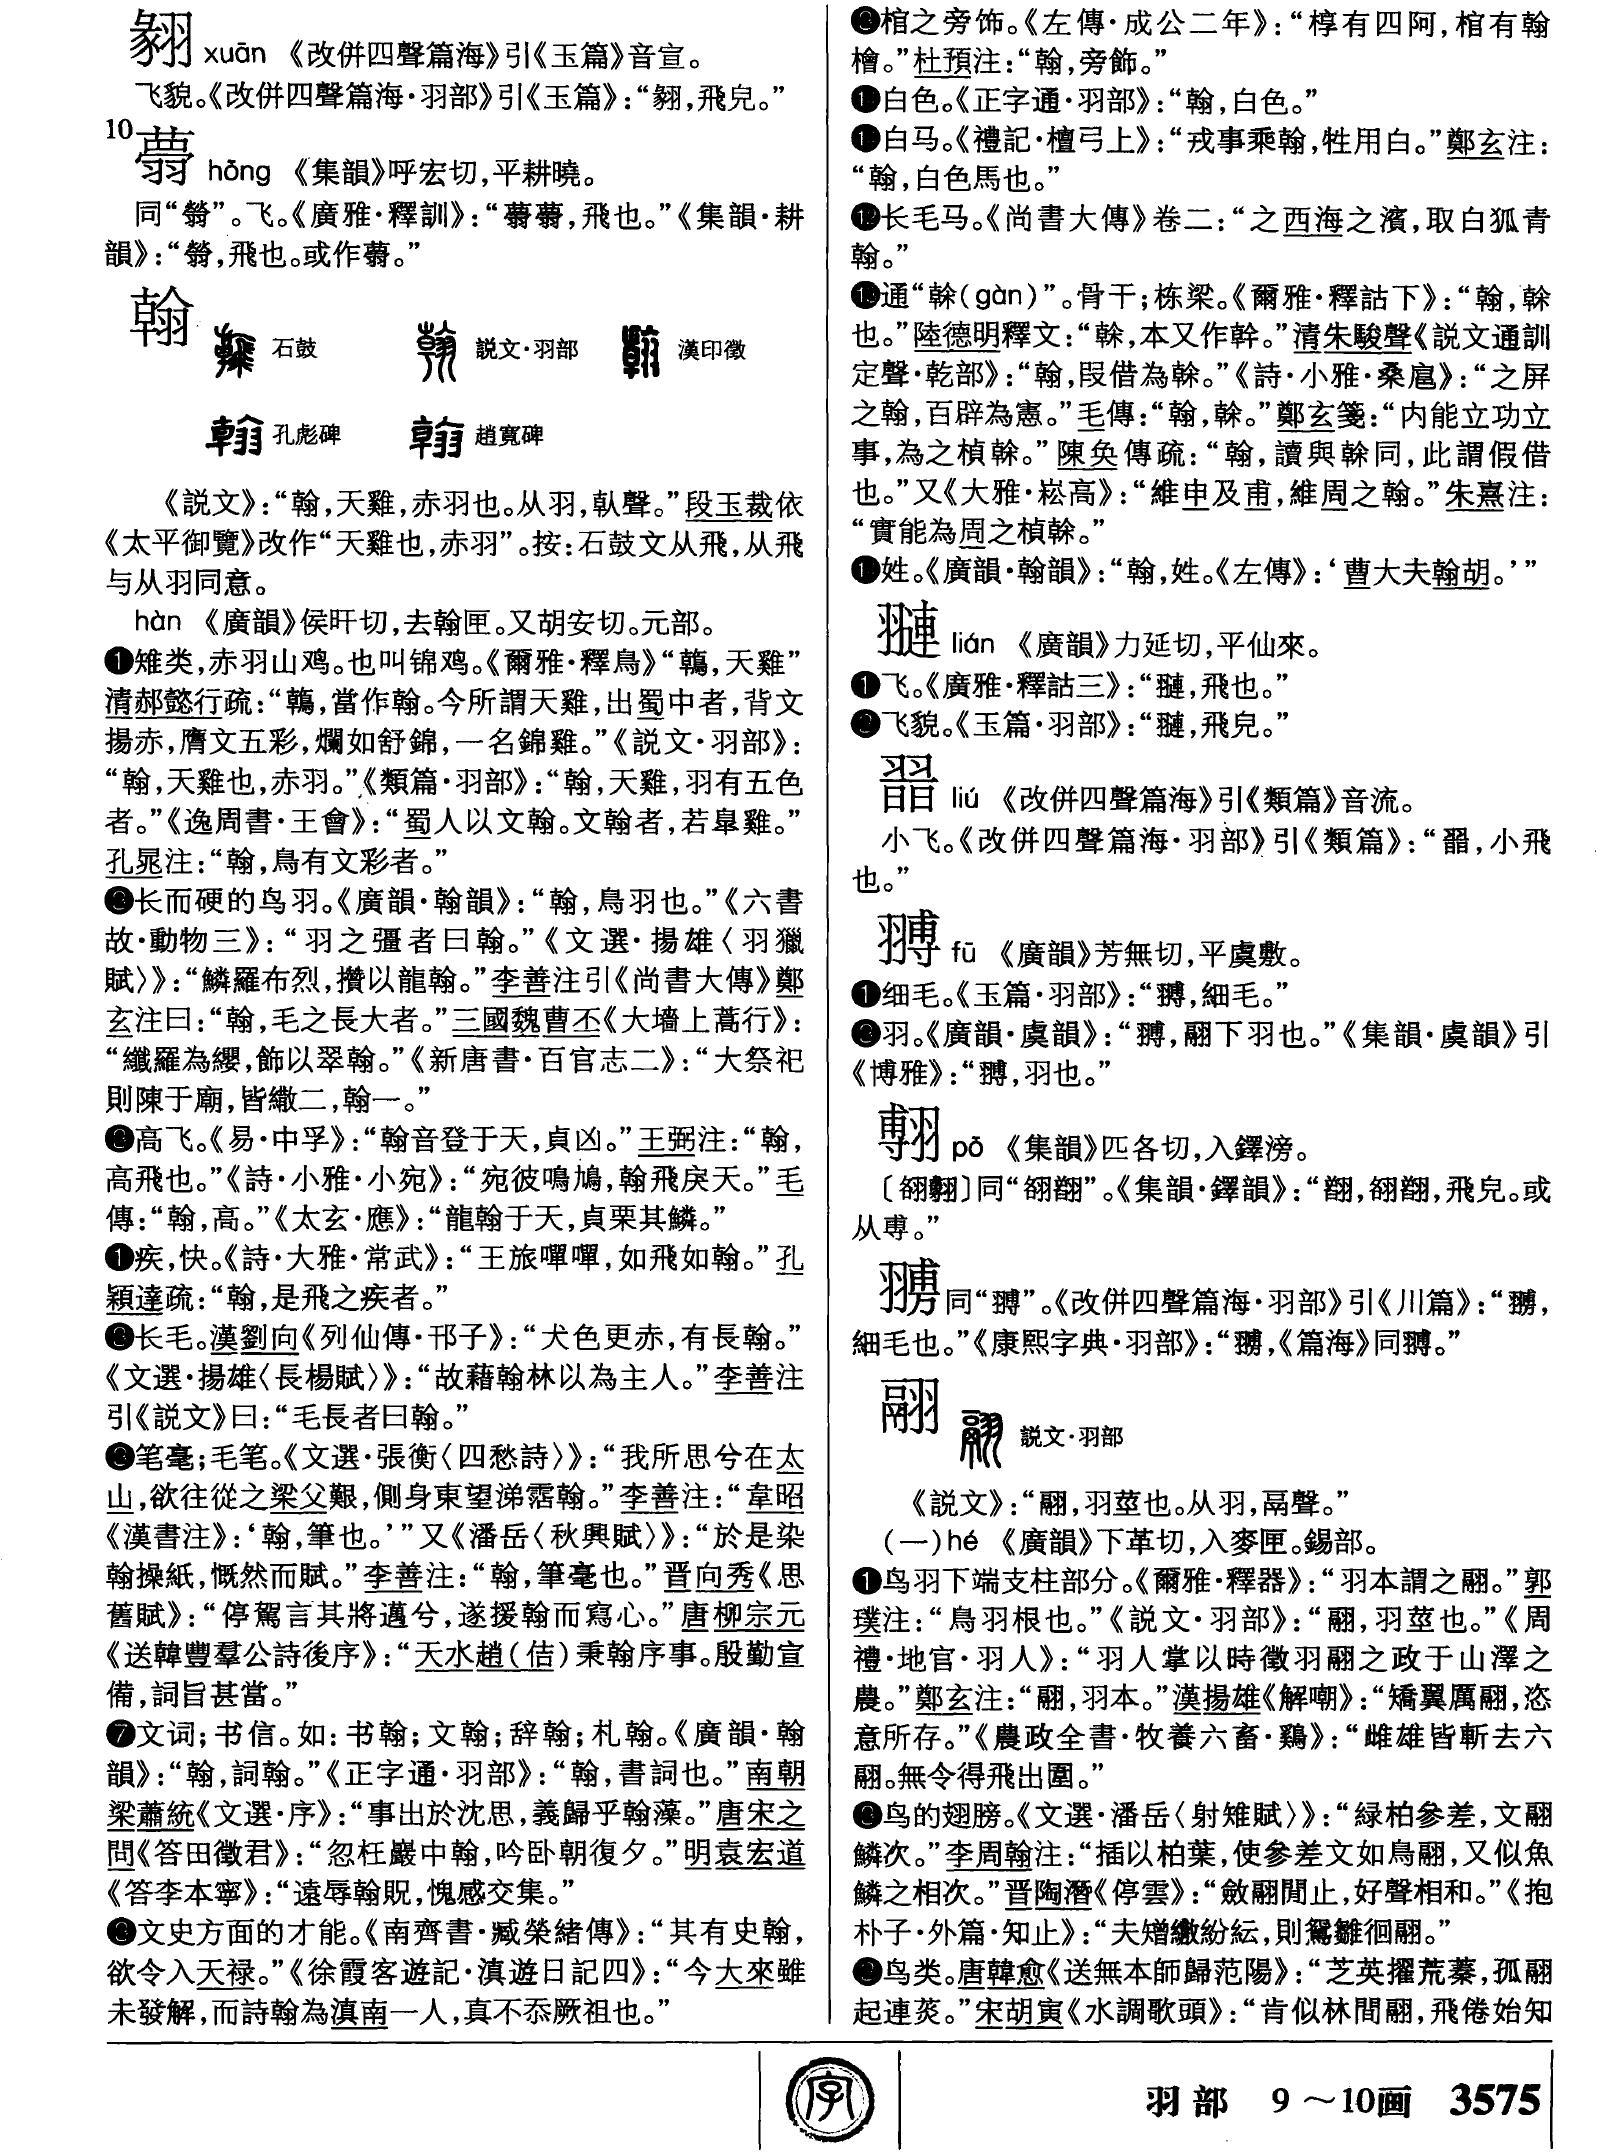 xuān 《改併四聲篇海》引《玉篇》音宣。
飞貌。《改併四聲篇海·羽部》引《玉篇》：“，飛皃。”
10
hōng 《集韻》呼宏切，平耕曉。
同“翃”。飞。《廣雅·釋訓》：“，飛也。”《集韻·耕
韻》：“，飛也。或作。”
翰
石鼓 説文·羽部 漢印徵
孔彪碑 趙寬碑
《説文》：“翰，天雞，赤羽也。从羽，倝聲。”段玉裁依
《太平御覽》改作“天雞也，赤羽”。按：石鼓文从飛，从飛
与从羽同意。
hàn 《廣韻》侯旰切，去翰匣。又胡安切。元部。
❶雉类，赤羽山鸡。也叫锦鸡。《爾雅·釋鳥》“鶾，天雞”
清郝懿行疏：“鶾，當作翰。今所謂天雞，出蜀中者，背文
揚赤，膺文五彩，爛如舒錦，一名錦雞。”《説文·羽部》：
“翰，天雞也，赤羽。”《類篇·羽部》：“翰，天雞，羽有五色
者。”《逸周書·王會》：“蜀人以文翰。文翰者，若皐雞。”
孔晁注：“翰，鳥有文彩者。”
❷长而硬的鸟羽。《廣韻·翰韻》：“翰，鳥羽也。”《六書
故·動物三》：“羽之彊者曰翰。”《文選·揚雄〈羽獵
賦〉》：“鱗羅布烈，攢以龍翰。”李善注引《尚書大傳》鄭
玄注曰：“翰，毛之長大者。”三國魏曹丕《大墻上蒿行》：
“纖羅為纓，飾以翠翰。”《新唐書·百官志二》：“大祭祀
則陳于廟，皆繖二，翰一。”
❸高飞。《易·中孚》：“翰音登于天，貞凶。”王弼注：“翰，
高飛也。”《詩·小雅·小宛》：“宛彼鳴鳩，翰飛戾天。”毛
傳：“翰，高。”《太玄·應》：“龍翰于天，貞栗其鱗。”
❹疾，快。《詩·大雅·常武》：“王旅嘽嘽，如飛如翰。”孔
穎達疏：“翰，是飛之疾者。”
❺长毛。漢劉向《列仙傳·邗子》：“犬色更赤，有長翰。”
《文選·揚雄〈長楊賦〉》：“故藉翰林以為主人。”李善注
引《説文》曰：“毛長者曰翰。”
❻笔毫；毛笔。《文選·張衡〈四愁詩〉》：“我所思兮在太
山，欲往從之梁父艱，側身東望涕霑翰。”李善注：“韋昭
《漢書注》：‘翰，筆也。’”又《潘岳〈秋興賦〉》：“於是染
翰操紙，慨然而賦。”李善注：“翰，筆毫也。”晋向秀《思
舊賦》：“停駕言其將邁兮，遂援翰而寫心。”唐柳宗元
《送韓豐羣公詩後序》：“天水趙（佶）秉翰序事。殷勤宣
備，詞旨甚當。”
❼文词；书信。如：书翰；文翰；辞翰；札翰。《廣韻·翰
韻》：“翰，詞翰。”《正字通·羽部》：“翰，書詞也。”南朝
梁蕭統《文選·序》：“事出於沈思，義歸乎翰藻。”唐宋之
問《答田徵君》：“忽枉巖中翰，吟卧朝復夕。”明袁宏道
《答李本寧》：“遠辱翰貺，愧感交集。”
❽文史方面的才能。《南齊書·臧榮緒傳》：“其有史翰，
欲令入天禄。”《徐霞客遊記·滇遊日記四》：“今大來雖
未發解，而詩翰為滇南一人，真不忝厥祖也。”
❾棺之旁饰。《左傳·成公二年》：“椁有四阿，棺有翰
檜。”杜預注：“翰，旁飾。”
❿白色。《正字通·羽部》：“翰，白色。”
⓫白马。《禮記·檀弓上》：“戎事乘翰，牲用白。”鄭玄注：
“翰，白色馬也。”
⓬长毛马。《尚書大傳》卷二：“之西海之濱，取白狐青
翰。”
⓭通“榦（gàn）”。骨干；栋梁。《爾雅·釋詁下》：“翰，榦
也。”陸德明釋文：“榦，本又作幹。”清朱駿聲《説文通訓
定聲·乾部》：“翰，叚借為榦。”《詩·小雅·桑扈》：“之屏
之翰，百辟為憲。”毛傳：“翰，榦。”鄭玄箋：“内能立功立
事，為之楨榦。”陳奂傳疏：“翰，讀與榦同，此謂假借
也。”又《大雅·崧高》：“維申及甫，維周之翰。”朱熹注：
“實能為周之楨榦。”
⓮姓。《廣韻·翰韻》：“翰，姓。《左傳》：‘曹大夫翰胡。’”
lián 《廣韻》力延切，平仙來。
❶飞。《廣雅·釋詁三》：“，飛也。”
❷飞貌。《玉篇·羽部》：“，飛皃。”
liú 《改併四聲篇海》引《類篇》音流。
小飞。《改併四聲篇海·羽部》引《類篇》：“，小飛
也。”
fū 《廣韻》芳無切，平虞敷。
❶细毛。《玉篇·羽部》：“，細毛。”
❷羽。《廣韻·虞韻》：“，翮下羽也。”《集韻·虞韻》引
《博雅》：“，羽也。”
pō 《集韻》匹各切，入鐸滂。
〔〕同“”。《集韻·鐸韻》：“，飛皃。或
从尃。”
同“”。《改併四聲篇海·羽部》引《川篇》：“，
細毛也。”《康熙字典·羽部》：“，《篇海》同。”
翮
説文·羽部
《説文》：“翮，羽莖也。从羽，鬲聲。”
（一）hé 《廣韻》下革切，入麥匣。錫部。
❶鸟羽下端支柱部分。《爾雅·釋器》：“羽本謂之翮。”郭
璞注：“鳥羽根也。”《説文·羽部》：“翮，羽莖也。”《周
禮·地官·羽人》：“羽人掌以時徵羽翮之政于山澤之
農。”鄭玄注：“翮，羽本。”漢揚雄《解嘲》：“矯翼厲翮，恣
意所存。”《農政全書·牧養六畜·鷄》：“雌雄皆斬去六
翮。無令得飛出圍。”
❷鸟的翅膀。《文選·潘岳〈射雉賦〉》：“緑柏參差，文翮
鱗次。”李周翰注：“插以柏葉，使參差文如鳥翮，又似魚
鱗之相次。”晋陶潛《停雲》：“斂翮閒止，好聲相和。”《抱
朴子·外篇·知止》：“夫矰繳紛紜，則鴛雛徊翮。”
❸鸟类。唐韓愈《送無本師歸范陽》：“芝英擢荒蓁，孤翮
起連菼。”宋胡寅《水調歌頭》：“肯似林間翮，飛倦始知
字
羽部 9～10画 3575